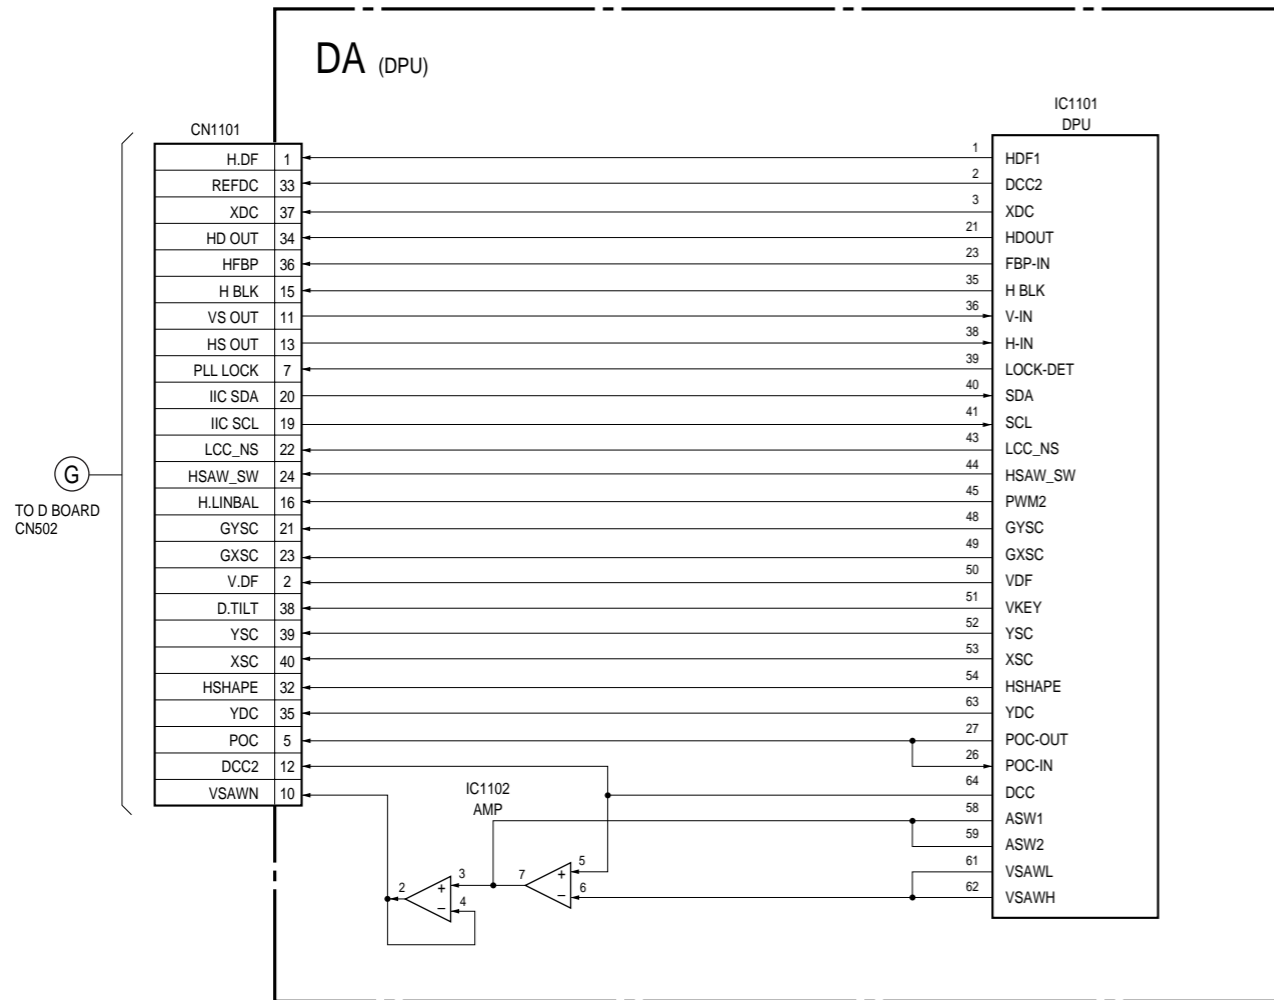 DA (DPU)
CN1101
IC1101
DPU
H.DF 1 1 HDF1
REFDC 33 2 DCC2
XDC 37 3 XDC
HD OUT 34 21 HDOUT
HFBP 36 23 FBP-IN
H BLK 15 35 H BLK
VS OUT 11 36 V-IN
HS OUT 13 38 H-IN
PLL LOCK 7 39 LOCK-DET
IIC SDA 20 40 SDA
IIC SCL 19 41 SCL
LCC_NS 22 43 LCC_NS
HSAW_SW 24 44 HSAW_SW
H.LINBAL 16 45 PWM2
GYSC 21 48 GYSC
GXSC 23 49 GXSC
V.DF 2 50 VDF
D.TILT 38 51 VKEY
YSC 39 52 YSC
XSC 40 53 XSC
HSHAPE 32 54 HSHAPE
YDC 35 63 YDC
POC 5 27 POC-OUT
DCC2 12 26 POC-IN
VSAWN 10 64 DCC
58 ASW1
59 ASW2
61 VSAWL
62 VSAWH
G
TO D BOARD
CN502
IC1102
AMP
2 + 3 7 + 5
− 4 − 6